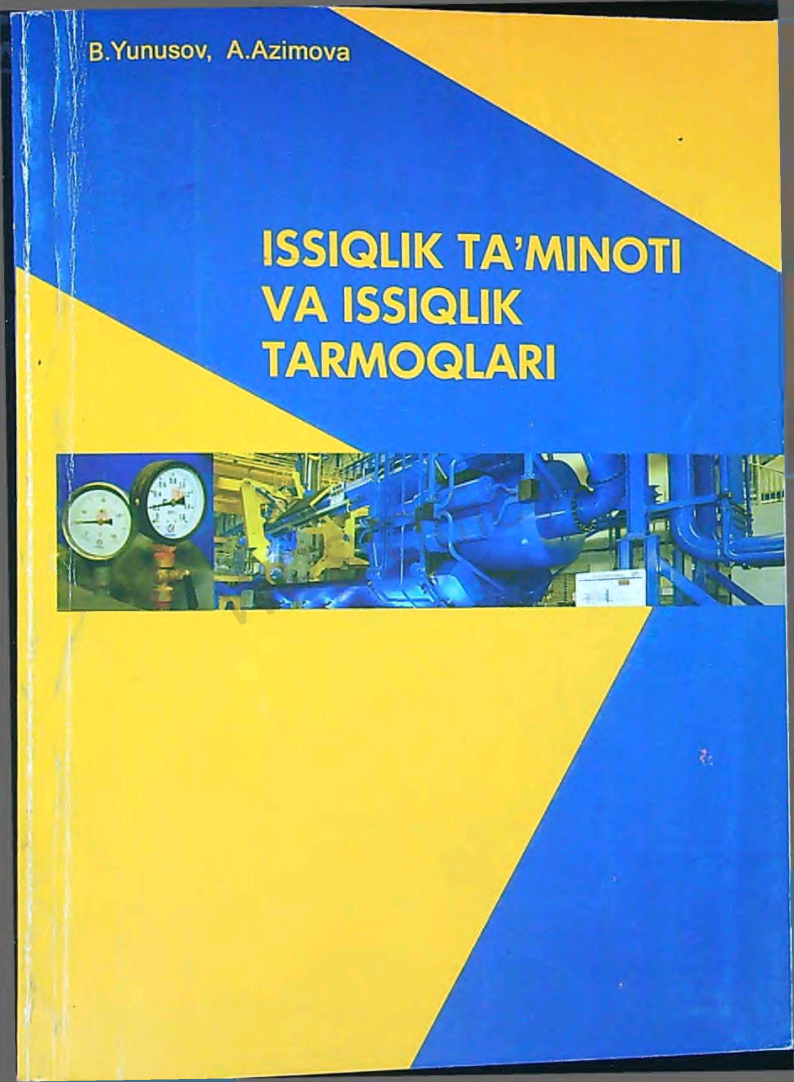 B.Yunusov, A.Azimova
ISSIQLIK TA'MINOTI
VA ISSIQLIK
TARMOQLARI